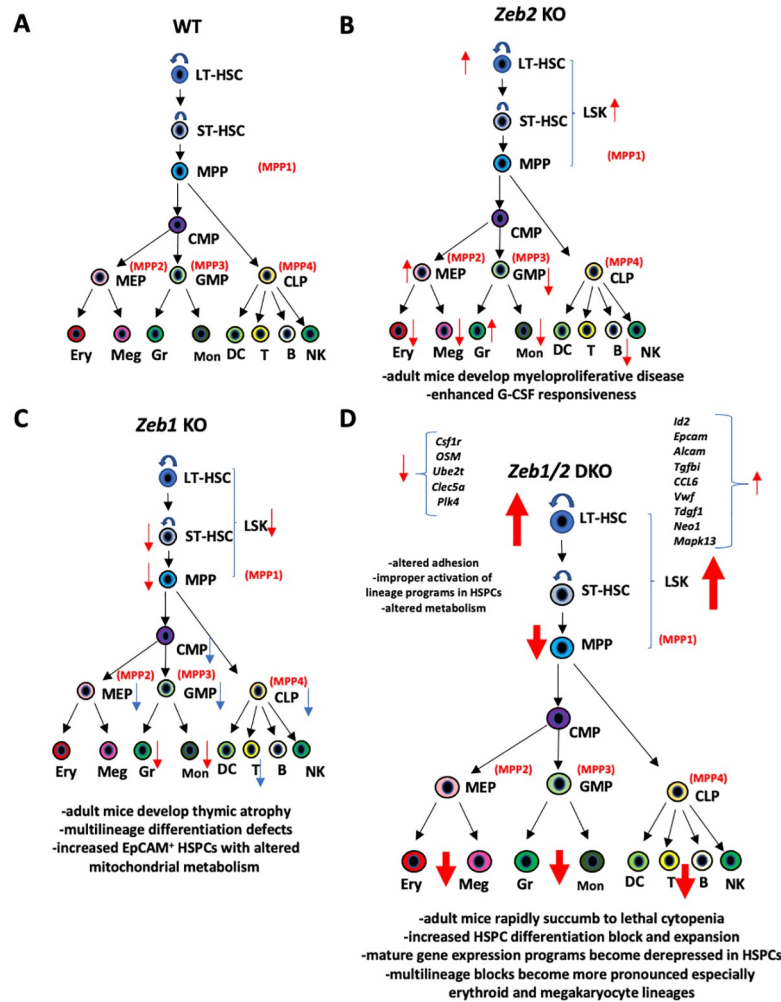 A
WT
LT-HSC
ST-HSC
MPP
(MPP1)
CMP
(MPP2)
(MPP3)
(MPP4)
MEP
GMP
CLP
Ery
Meg
Gr
Mon
DC
T
B
NK
B
Zeb2 KO
LT-HSC
LSK
ST-HSC
MPP
(MPP1)
CMP
(MPP2)
(MPP3)
(MPP4)
MEP
GMP
CLP
Ery
Meg
Gr
Mon
DC
T
B
NK
-adult mice develop myeloproliferative disease
-enhanced G-CSF responsiveness
C
Zeb1 KO
LT-HSC
ST-HSC
LSK
MPP
(MPP1)
CMP
(MPP2)
(MPP3)
(MPP4)
MEP
GMP
CLP
Ery
Meg
Gr
Mon
DC
T
B
NK
-adult mice develop thymic atrophy
-multilineage differentiation defects
-increased EpCAM⁺ HSPCs with altered
mitochondrial metabolism
D
Csf1r
OSM
Ube2t
Clec5a
Plk4
Zeb1/2 DKO
Id2
Epcam
Alcam
Tgfbi
CCL6
Vwf
Tdgf1
Neo1
Mapk13
LT-HSC
-altered adhesion
-improper activation of
lineage programs in HSPCs
-altered metabolism
LSK
ST-HSC
MPP
(MPP1)
CMP
(MPP2)
(MPP3)
(MPP4)
MEP
GMP
CLP
Ery
Meg
Gr
Mon
DC
T
B
NK
-adult mice rapidly succumb to lethal cytopenia
-increased HSPC differentiation block and expansion
-mature gene expression programs become derepressed in HSPCs
-multilineage blocks become more pronounced especially
erythroid and megakaryocyte lineages